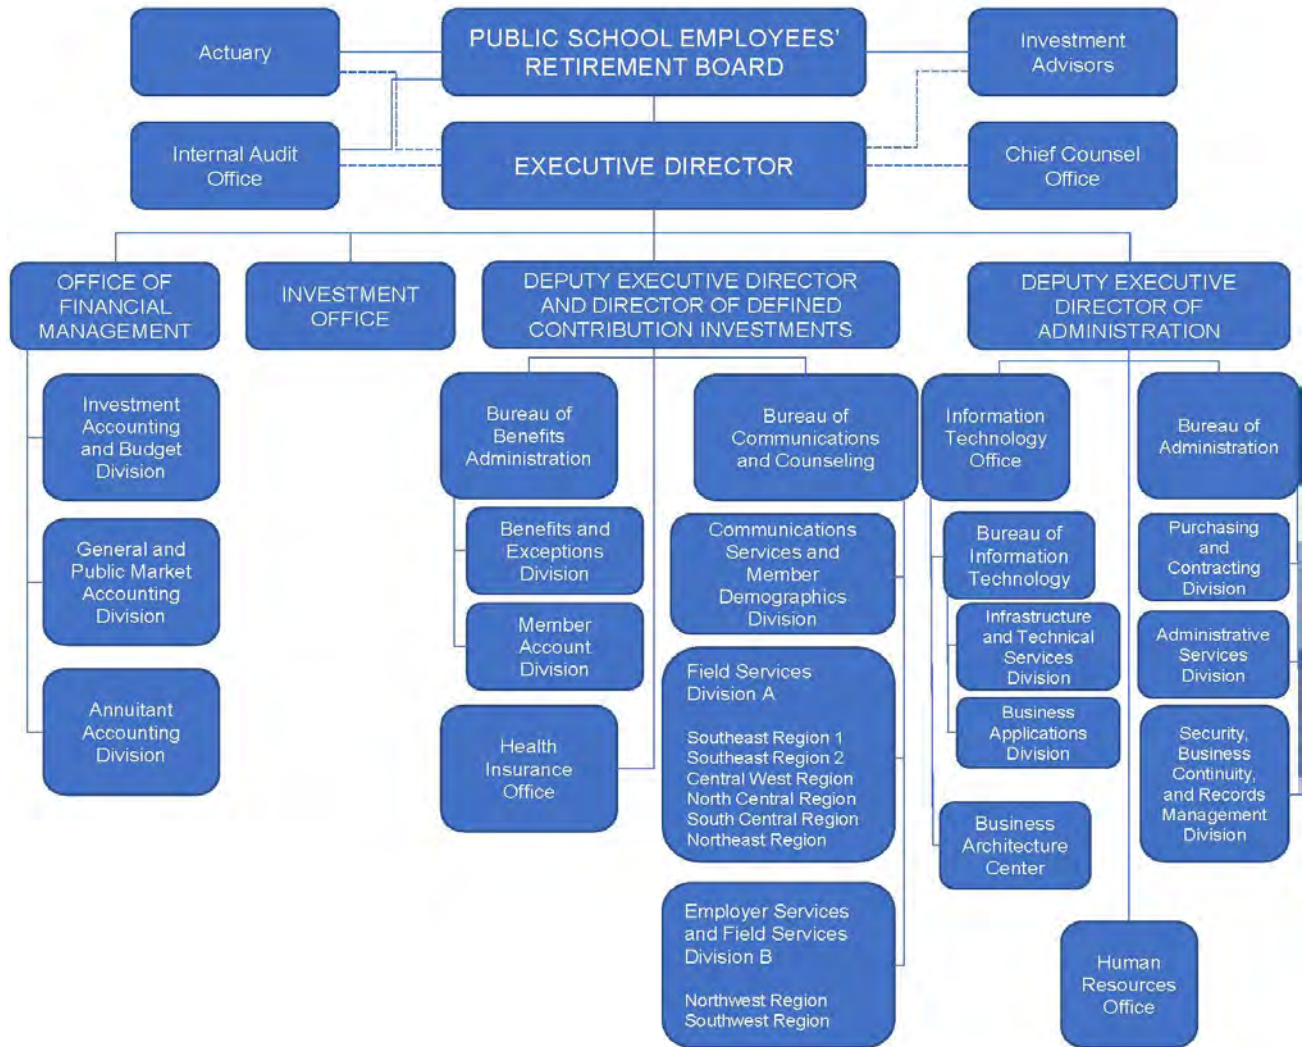 Actuary
PUBLIC SCHOOL EMPLOYEES'
RETIREMENT BOARD
Investment
Advisors
Internal Audit
Office
EXECUTIVE DIRECTOR
Chief Counsel
Office
OFFICE OF
FINANCIAL
MANAGEMENT
INVESTMENT
OFFICE
DEPUTY EXECUTIVE DIRECTOR
AND DIRECTOR OF DEFINED
CONTRIBUTION INVESTMENTS
DEPUTY EXECUTIVE
DIRECTOR OF
ADMINISTRATION
Investment
Accounting
and Budget
Division
General and
Public Market
Accounting
Division
Annuitant
Accounting
Division
Bureau of
Benefits
Administration
Benefits and
Exceptions
Division
Member
Account
Division
Health
Insurance
Office
Bureau of
Communications
and Counseling
Communications
Services and
Member
Demographics
Division
Field Services
Division A
Southeast Region 1
Southeast Region 2
Central West Region
North Central Region
South Central Region
Northeast Region
Employer Services
and Field Services
Division B
Northwest Region
Southwest Region
Information
Technology
Office
Bureau of
Information
Technology
Infrastructure
and Technical
Services
Division
Business
Applications
Division
Business
Architecture
Center
Bureau of
Administration
Purchasing
and
Contracting
Division
Administrative
Services
Division
Security,
Business
Continuity,
and Records
Management
Division
Human
Resources
Office